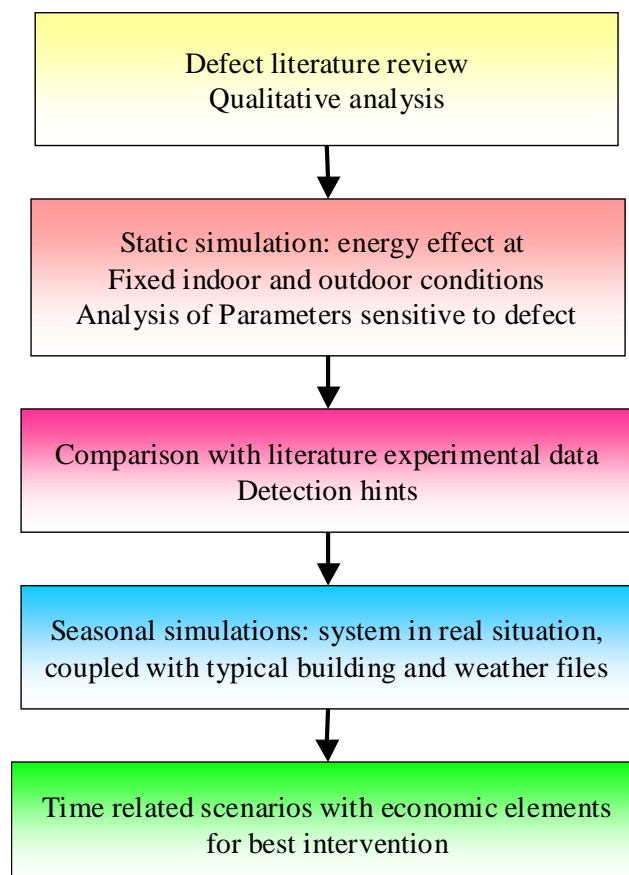 Defect literature review
Qualitative analysis
Static simulation: energy effect at
Fixed indoor and outdoor conditions
Analysis of Parameters sensitive to defect
Comparison with literature experimental data
Detection hints
Seasonal simulations: system in real situation,
coupled with typical building and weather files
Time related scenarios with economic elements
for best intervention